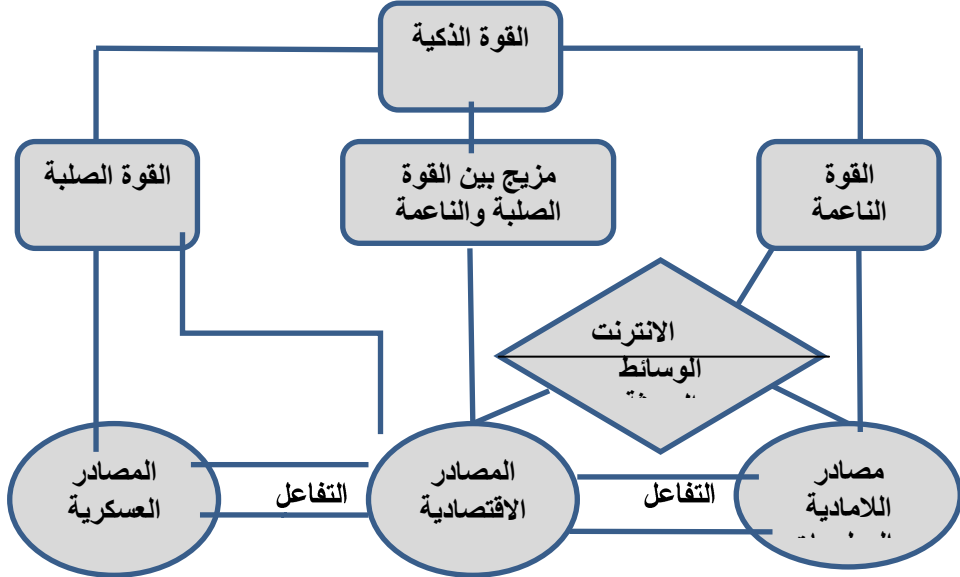 القوة الذكية
القوة
الناعمة
مزيج بين القوة
الصلبة والناعمة
القوة الصلبة
الانترنت
الوسائط
مصادر
اللامادية
التفاعل
المصادر
الاقتصادية
التفاعل
المصادر
العسكرية